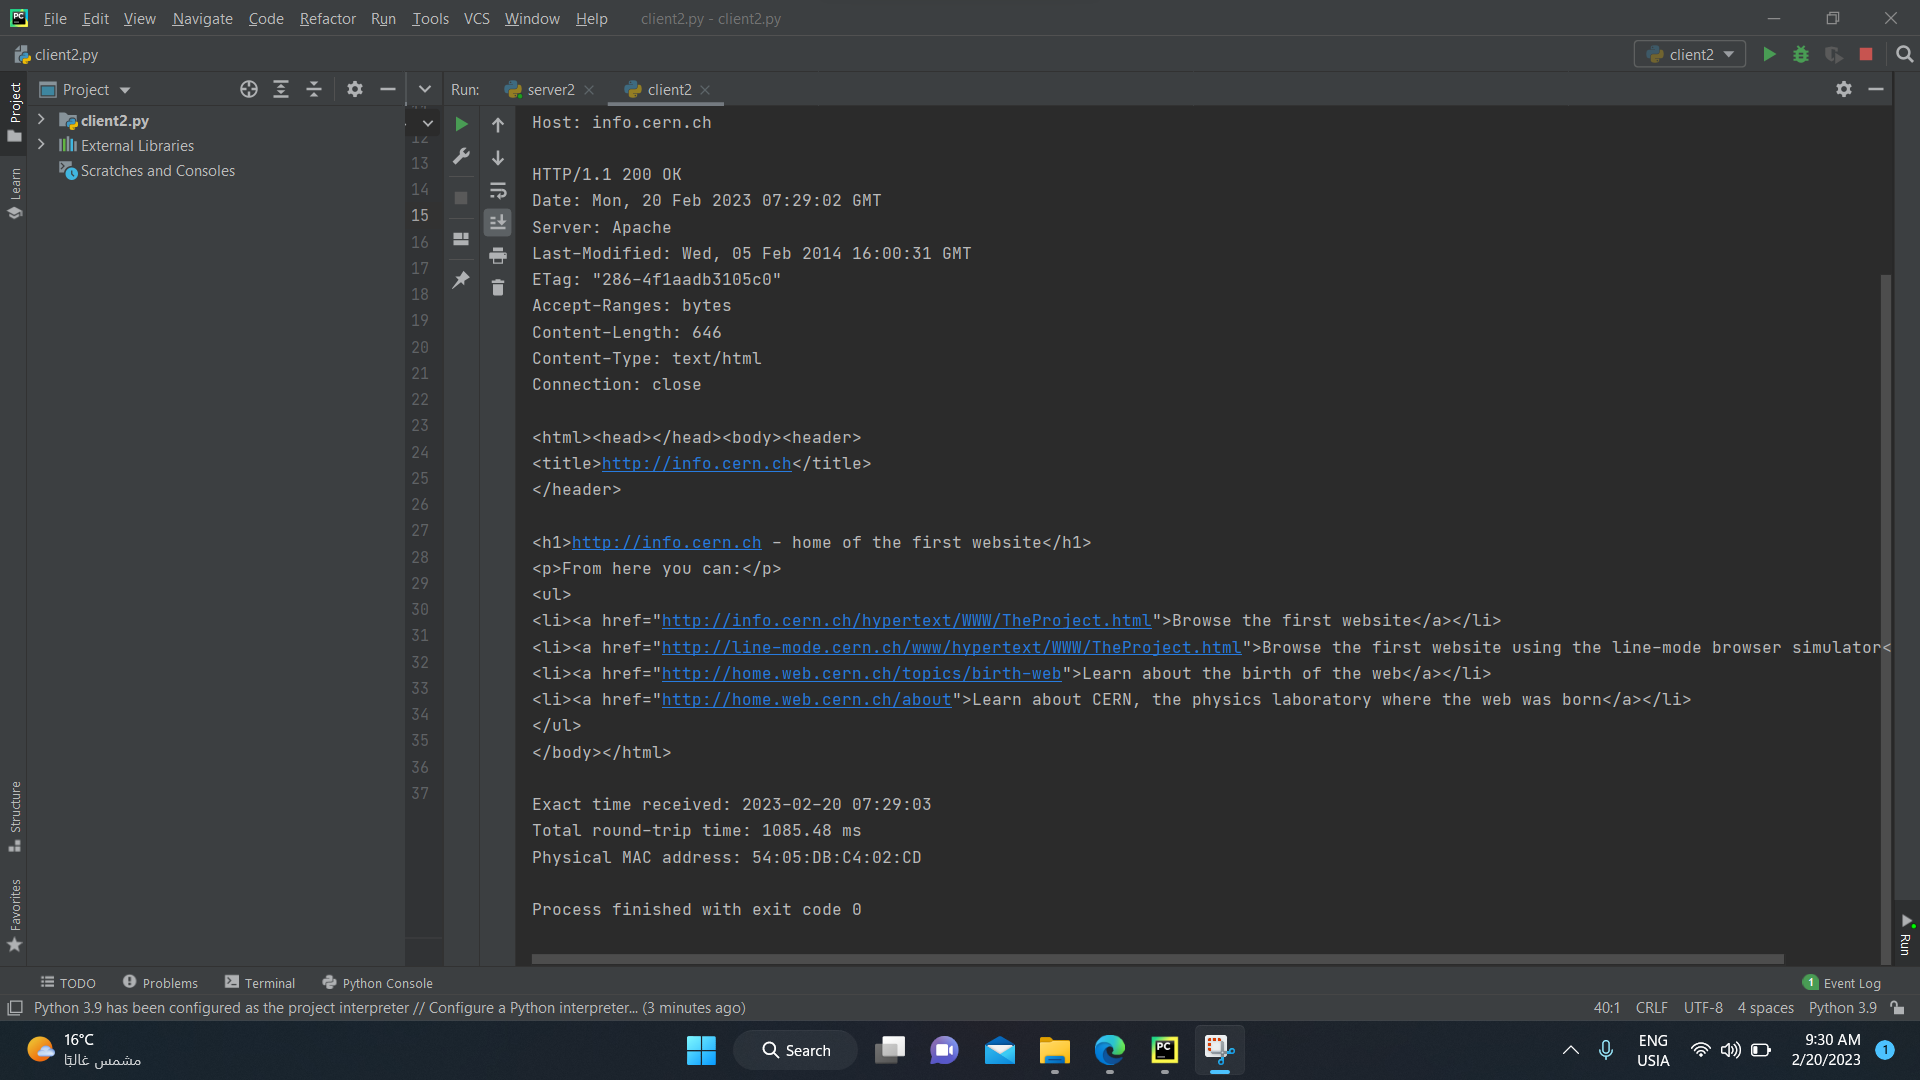 PC File Edit View Navigate Code Refactor Run Tools VCS Window Help client2.py - client2.py
client2.py
client2
Project
Run: server2 client2
Project
Learn
Structure
Favorites
client2.py
External Libraries
Scratches and Consoles
12
13
14
15
16
17
18
19
20
21
22
23
24
25
26
27
28
29
30
31
32
33
34
35
36
37
Host: info.cern.ch
HTTP/1.1 200 OK
Date: Mon, 20 Feb 2023 07:29:02 GMT
Server: Apache
Last-Modified: Wed, 05 Feb 2014 16:00:31 GMT
ETag: "286-4f1aadb3105c0"
Accept-Ranges: bytes
Content-Length: 646
Content-Type: text/html
Connection: close
<html><head></head><body><header>
<title>http://info.cern.ch</title>
</header>
<h1>http://info.cern.ch - home of the first website</h1>
<p>From here you can:</p>
<ul>
<li><a href="http://info.cern.ch/hypertext/WWW/TheProject.html">Browse the first website</a></li>
<li><a href="http://line-mode.cern.ch/www/hypertext/WWW/TheProject.html">Browse the first website using the line-mode browser simulator<
<li><a href="http://home.web.cern.ch/topics/birth-web">Learn about the birth of the web</a></li>
<li><a href="http://home.web.cern.ch/about">Learn about CERN, the physics laboratory where the web was born</a></li>
</ul>
</body></html>
Exact time received: 2023-02-20 07:29:03
Total round-trip time: 1085.48 ms
Physical MAC address: 54:05:DB:C4:02:CD
Process finished with exit code 0
Run
TODO Problems Terminal Python Console 1 Event Log
Python 3.9 has been configured as the project interpreter // Configure a Python interpreter... (3 minutes ago) 40:1 CRLF UTF-8 4 spaces Python 3.9
16°C
مشمس غالبًا
Search
PC
ENG
USIA
9:30 AM
2/20/2023
1